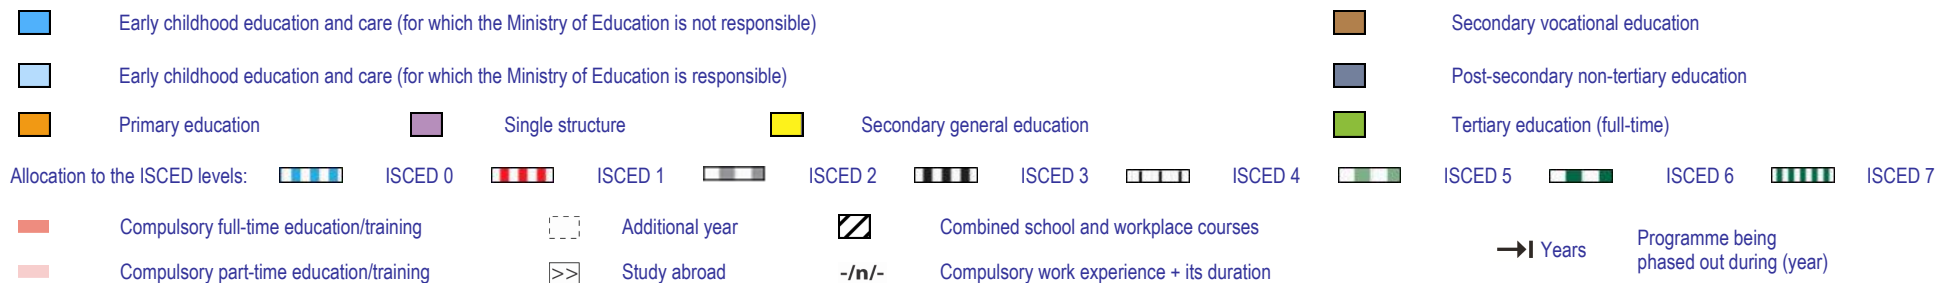 Early childhood education and care (for which the Ministry of Education is not responsible)
Secondary vocational education
Early childhood education and care (for which the Ministry of Education is responsible)
Post-secondary non-tertiary education
Primary education
Single structure
Secondary general education
Tertiary education (full-time)
Allocation to the ISCED levels:
ISCED 0
ISCED 1
ISCED 2
ISCED 3
ISCED 4
ISCED 5
ISCED 6
ISCED 7
Compulsory full-time education/training
Additional year
Combined school and workplace courses
Years
Programme being
phased out during (year)
Compulsory part-time education/training
>>
Study abroad
-/n/-
Compulsory work experience + its duration